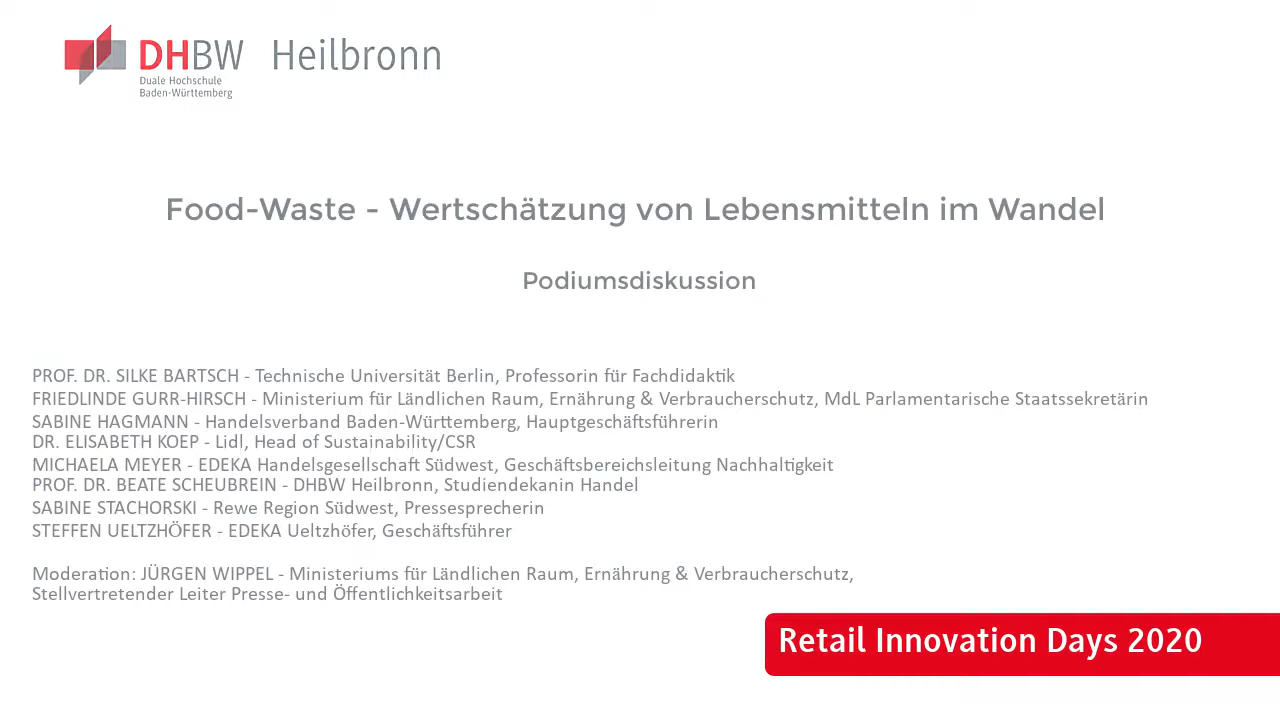 DHBW Heilbronn
Duale Hochschule
Baden-Württemberg
Food-Waste - Wertschätzung von Lebensmitteln im Wandel
Podiumsdiskussion
PROF. DR. SILKE BARTSCH - Technische Universität Berlin, Professorin für Fachdidaktik
FRIEDLINDE GURR-HIRSCH - Ministerium für Ländlichen Raum, Ernährung & Verbraucherschutz, MdL Parlamentarische Staatssekretärin
SABINE HAGMANN - Handelsverband Baden-Württemberg, Hauptgeschäftsführerin
DR. ELISABETH KOEP - Lidl, Head of Sustainability/CSR
MICHAELA MEYER - EDEKA Handelsgesellschaft Südwest, Geschäftsbereichsleitung Nachhaltigkeit
PROF. DR. BEATE SCHEUBREIN - DHBW Heilbronn, Studiendekanin Handel
SABINE STACHORSKI - Rewe Region Südwest, Pressesprecherin
STEFFEN UELTZHÖFER - EDEKA Ueltzhöfer, Geschäftsführer
Moderation: JÜRGEN WIPPEL - Ministeriums für Ländlichen Raum, Ernährung & Verbraucherschutz,
Stellvertretender Leiter Presse- und Öffentlichkeitsarbeit
Retail Innovation Days 2020